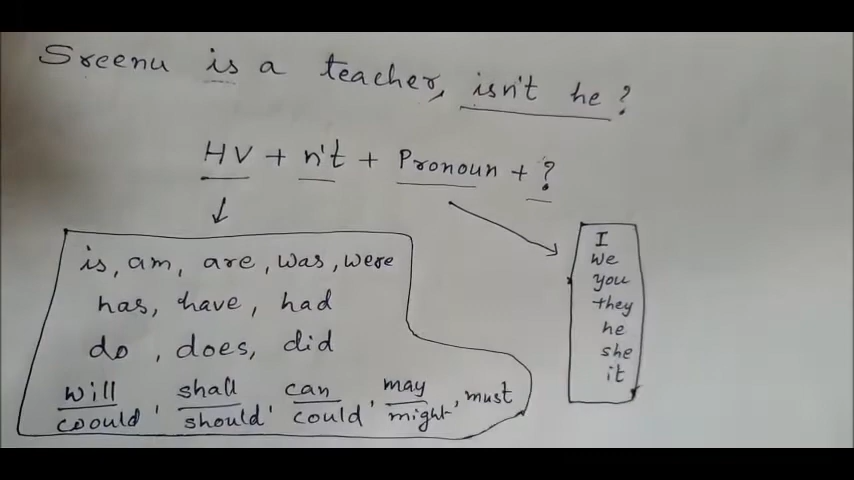 Sreenu is a teacher, isn't he?
HV + n't + Pronoun + ?
is, am, are, was, were
has, have, had
do, does, did
will, shall, can, may, must
coould should could might
I
we
you
they
he
she
it